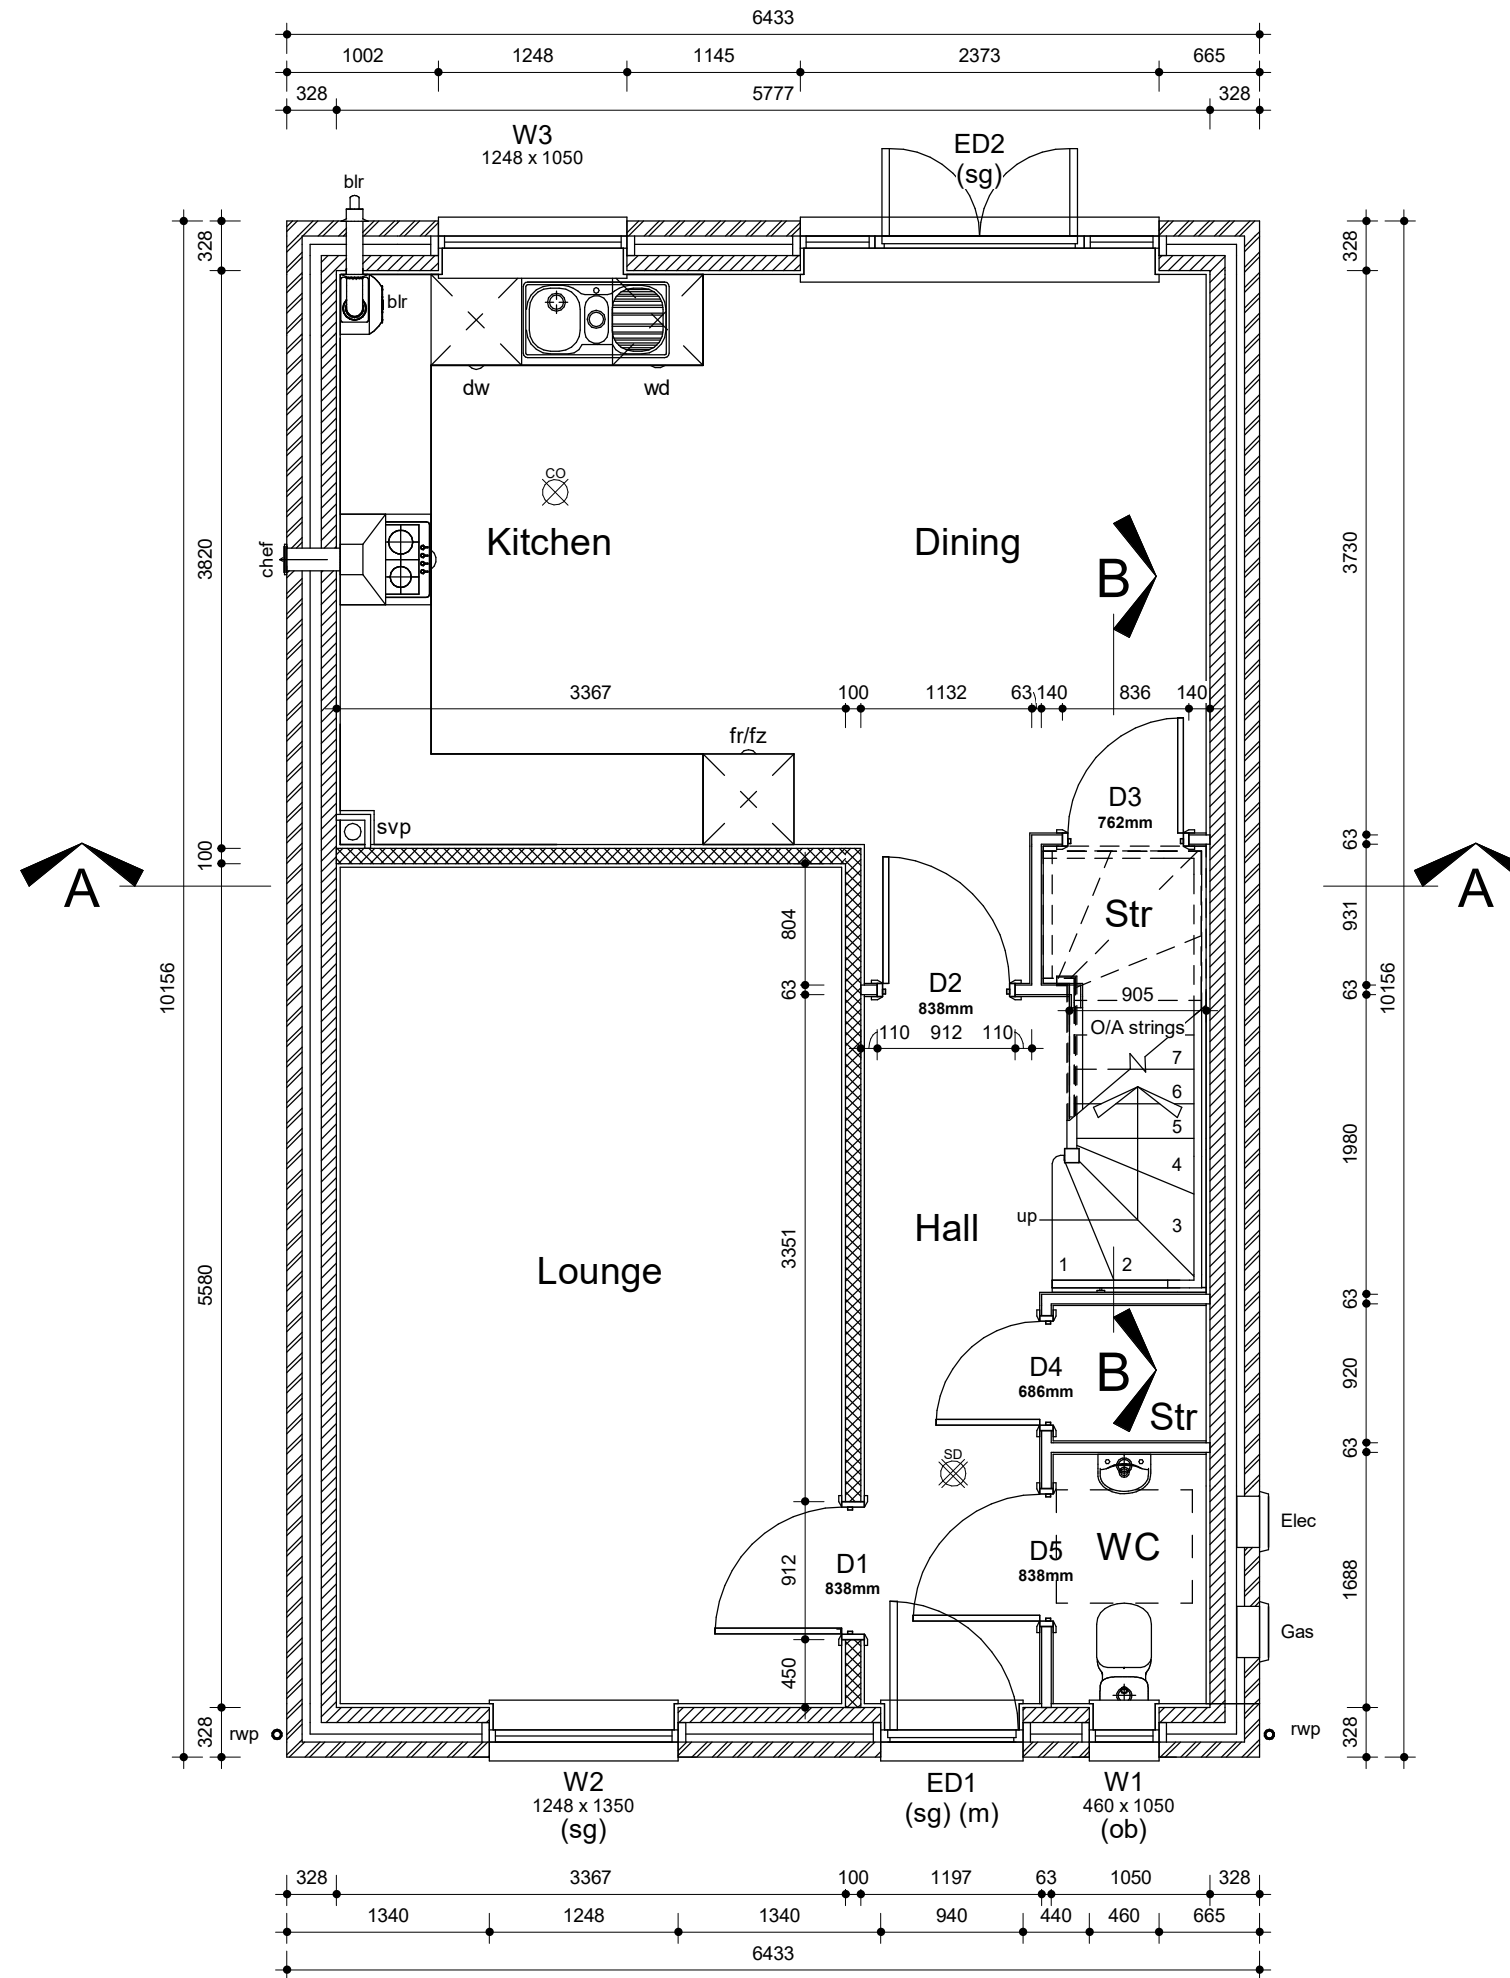 6433
1002 1248 1145 2373 665
328 5777 328
W3
1248 x 1050
ED2
(sg)
blr
328
328
blr
dw
wd
CO
Kitchen
Dining
chef
B
3820
3730
3367 100 1132 63 140 836 140
fr/fz
D3
762mm
svp
100
63
A
A
804
Str
931
10156
10156
63
D2
838mm
63
905
O/A strings
110 912 110
7
6
5
4
3
2
1
up
1980
3351
Hall
Lounge
5580
63
D4
686mm
B
Str
920
63
SD
Elec
WC
D5
838mm
D1
838mm
912
1688
Gas
450
328
rwp
rwp
328
W2
1248 x 1350
(sg)
ED1
(sg) (m)
W1
460 x 1050
(ob)
328 3367 100 1197 63 1050 328
1340 1248 1340 940 440 460 665
6433